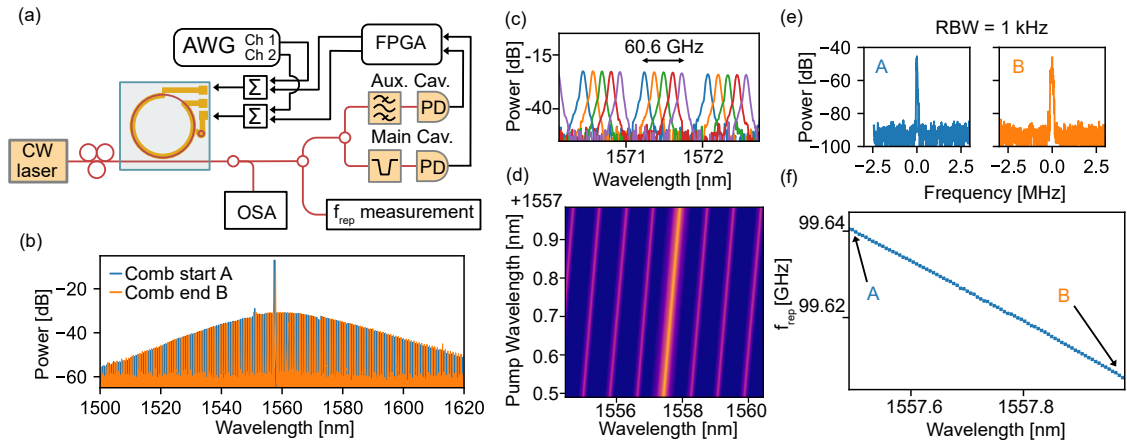 (a)
AWG
Ch 1
Ch 2
FPGA
Σ
Σ
Aux. Cav.
PD
Main Cav.
PD
CW
laser
OSA
f_rep measurement
(b)
Comb start A
Comb end B
Power [dB]
−20
−40
−60
1500 1520 1540 1560 1580 1600 1620
Wavelength [nm]
(c)
60.6 GHz
Power [dB]
-15
-40
1571 1572
Wavelength [nm]
(d)
+1557
Pump Wavelength [nm]
0.9
0.8
0.7
0.6
0.5
1556 1558 1560
Wavelength [nm]
(e)
RBW = 1 kHz
Power [dB]
−40
−60
−80
−100
A
B
−2.5 0.0 2.5
−2.5 0.0 2.5
Frequency [MHz]
(f)
f_rep [GHz]
99.64
99.62
A
B
1557.6 1557.8
Wavelength [nm]